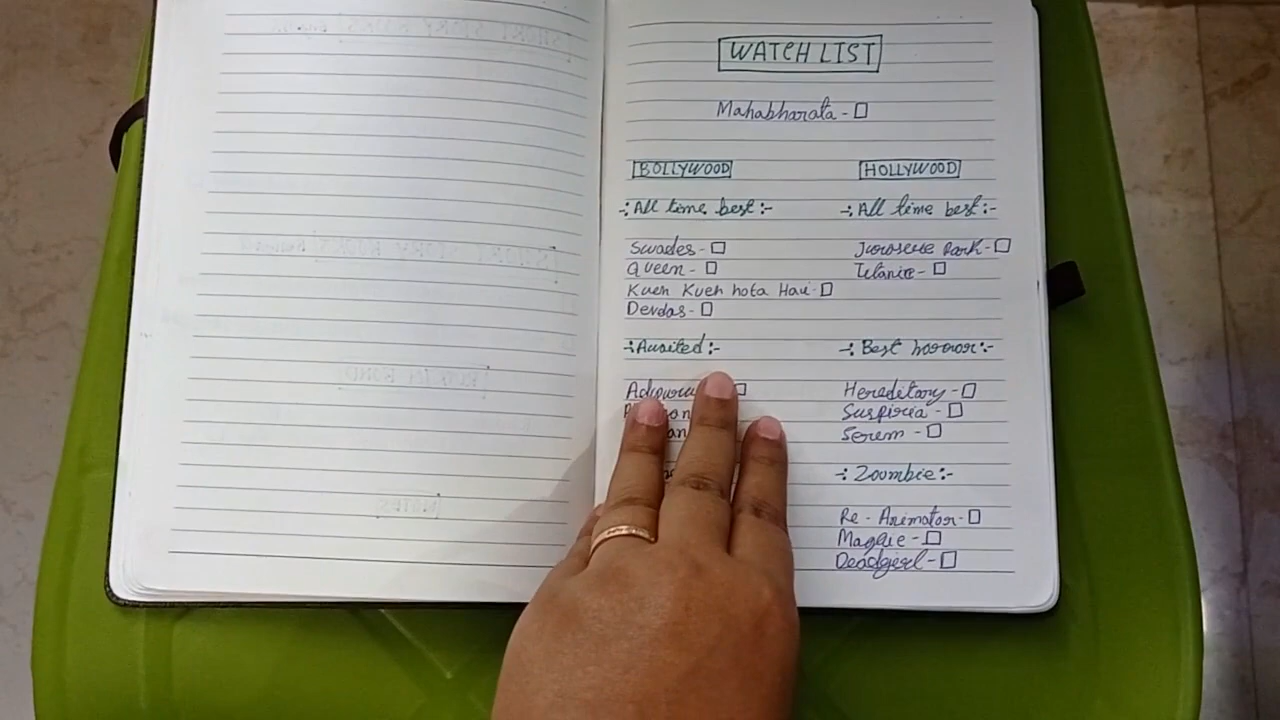 WATCH LIST
Mahabharata -
BOLLYWOOD
-: All time best :-
Swades -
Queen -
Kuch Kuch hota Hai -
Devdas -
-: Awaited :-
HOLLYWOOD
-: All time best :-
Jurassic Park -
Titanic -
-: Best horror :-
Hereditary -
Suspiria -
-: Zoombie :-
Re - Animator -
Maggie -
Deadgirl -